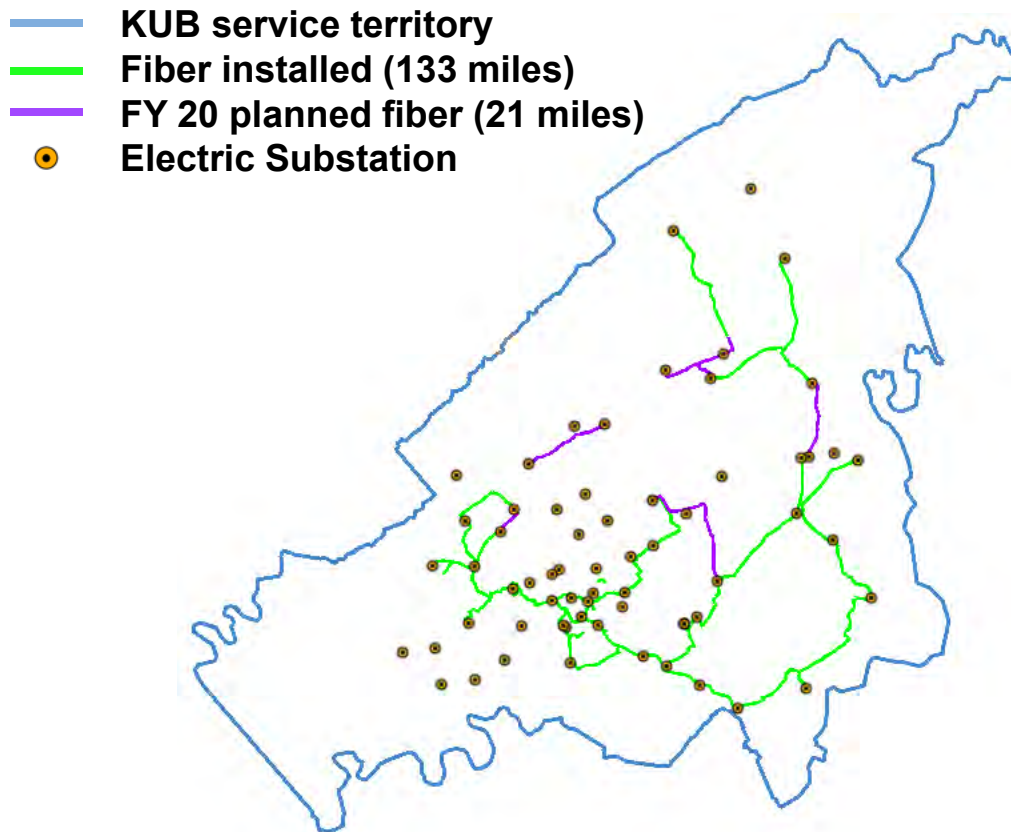 KUB service territory
Fiber installed (133 miles)
FY 20 planned fiber (21 miles)
Electric Substation